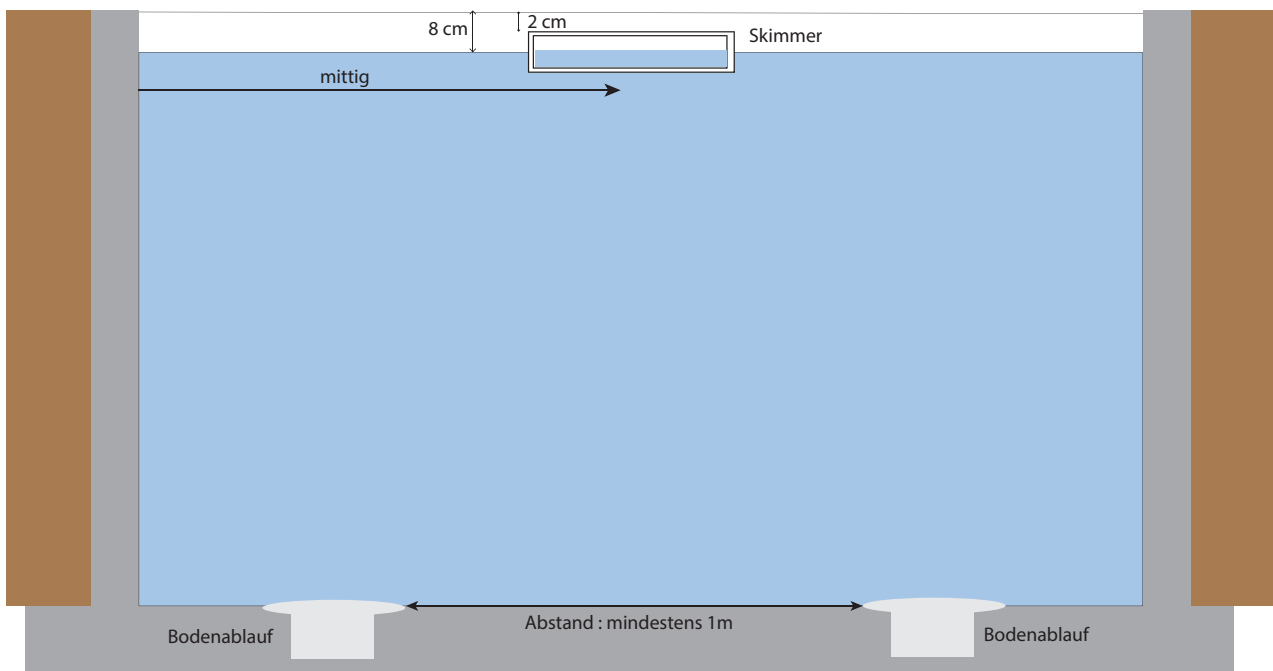 2 cm
8 cm
Skimmer
mittig
Abstand : mindestens 1m
Bodenablauf
Bodenablauf